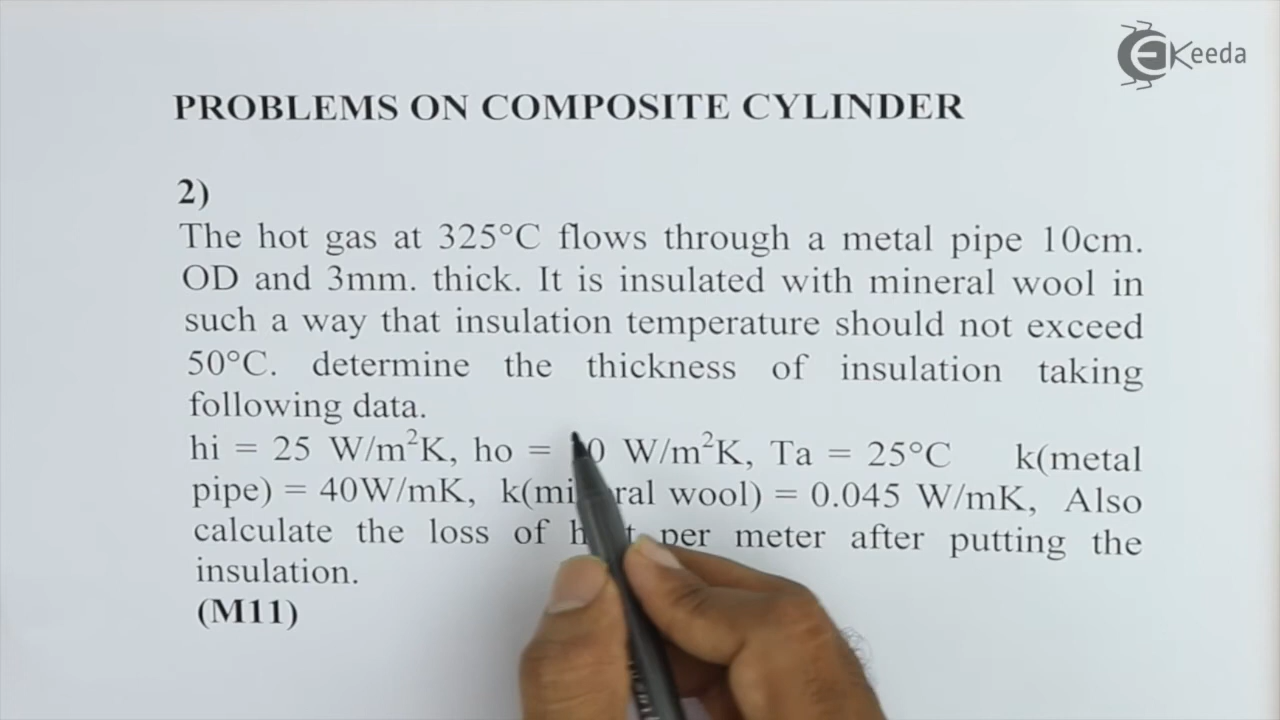 Keeda
PROBLEMS ON COMPOSITE CYLINDER
2)
The hot gas at 325°C flows through a metal pipe 10cm.
OD and 3mm. thick. It is insulated with mineral wool in
such a way that insulation temperature should not exceed
50°C. determine the thickness of insulation taking
following data.
hi = 25 W/m²K, ho = W/m²K, Ta = 25°C k(metal
pipe) = 40W/mK, k(mineral wool) = 0.045 W/mK, Also
calculate the loss of heat per meter after putting the
insulation.
(M11)